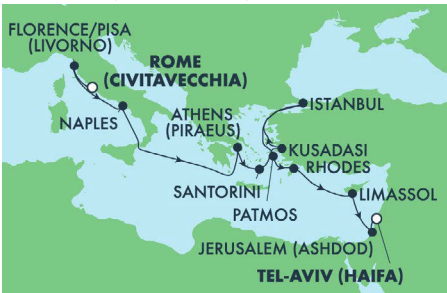 FLORENCE/PISA
(LIVORNO)
ROME
(CIVITAVECCHIA)
NAPLES
ATHENS
(PIRAEUS)
ISTANBUL
KUSADASI
RHODES
SANTORINI
PATMOS
LIMASSOL
JERUSALEM (ASHDOD)
TEL-AVIV (HAIFA)